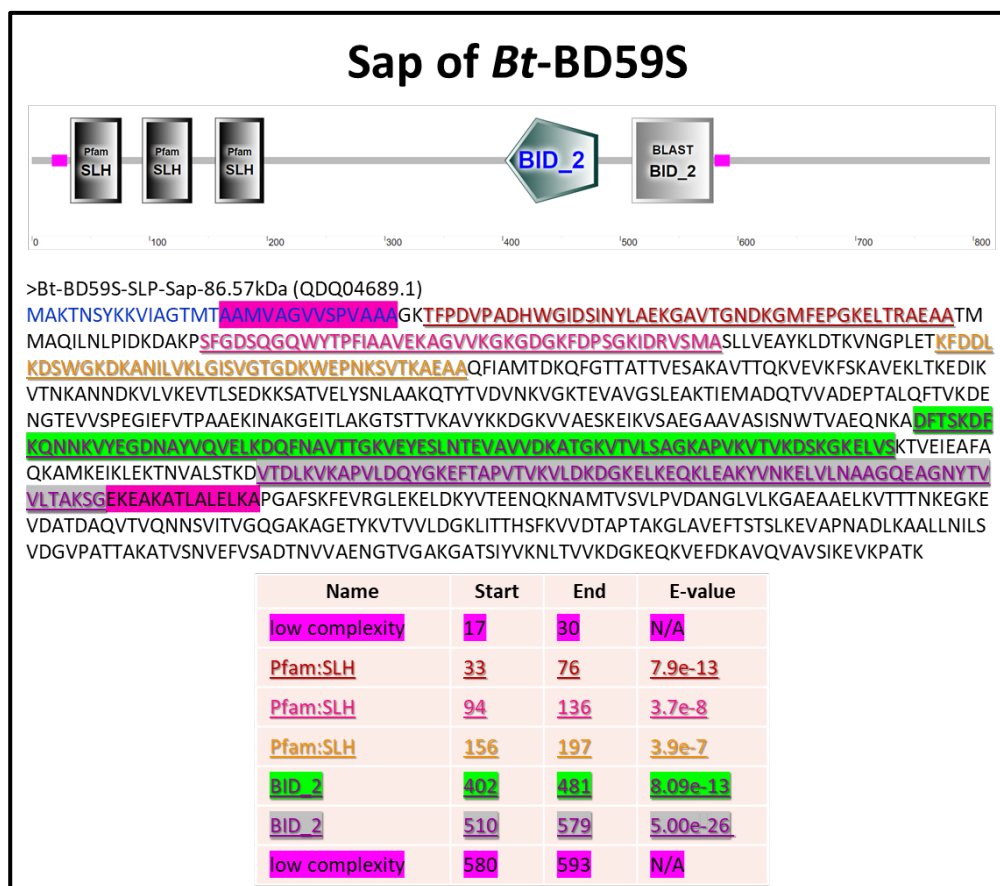 Sap of Bt-BD59S
Pfam
SLH
Pfam
SLH
Pfam
SLH
BID_2
BLAST
BID_2
0 100 200 300 400 500 600 700 800
>Bt-BD59S-SLP-Sap-86.57kDa (QDQ04689.1)
MAKTNSYKKVIAGTMTAAMVAGVVSPVAAAGKTFPDVPADHWGIDSINYLAEKGAVTGNDKGMFEPGKELTRAEAATM
MAQILNLPIDKDAKPSFGDSQGQWYTPFIAAVEKAGVVKGKGDGKFDPSGKIDRVSMASLLVEAYKLDTKVNGPLETKFDDL
KDSWGKDKANILVKLGISVGTGDKWEPNKSVTKAEAAQFIAMTDKQFGTTATTVESAKAVTTQKVEVKFSKAVEKLTKEDIK
VTNKANNDKVLVKEVTLSEDKKSATVELYSNLAAKQTYTVDVNKVGKTEVAVGSLEAKTIEMADQTVVADEPTALQFTVKDE
NGTEVVSPEGIEFVTPAAEKINAKGEITLAKGTSTTVKAVYKKDGKVVAESKEIKVSAEGAAVASISNWTVAEQNKADFTSKDF
KQNNKVYEGDNAYVQVELKDQFNAVTTGKVEYESLNTEVAVVDKATGKVTVLSAGKAPVKVTVKDSKGKELVSKTVEIEAFA
QKAMKEIKLEKTNVALSTKDVTDLKVKAPVLDQYGKEFTAPVTVKVLDKDGKELKEQKLEAKYVNKELVLNAAGQEAGNYTV
VLTAKSGEKEAKATLALELKAPGAFSKFEVRGLEKELDKYVTEENQKNAMTVSVLPVDANGLVLKGAEAAELKVTTTNKEGKE
VDATDAQVTVQNNSVITVGQGAKAGETYKVTVVLDGKLITTHSFKVVDTAPTAKGLAVEFTSTSLKEVAPNADLKAALLNILS
VDGVPATTAKATVSNVEFVSADTNVVAENGTVGAKGATSIYVKNLTVVKDGKEQKVEFDKAVQVAVSIKEVKPATK
Name Start End E-value
low complexity 17 30 N/A
Pfam:SLH 33 76 7.9e-13
Pfam:SLH 94 136 3.7e-8
Pfam:SLH 156 197 3.9e-7
BID_2 402 481 8.09e-13
BID_2 510 579 5.00e-26
low complexity 580 593 N/A